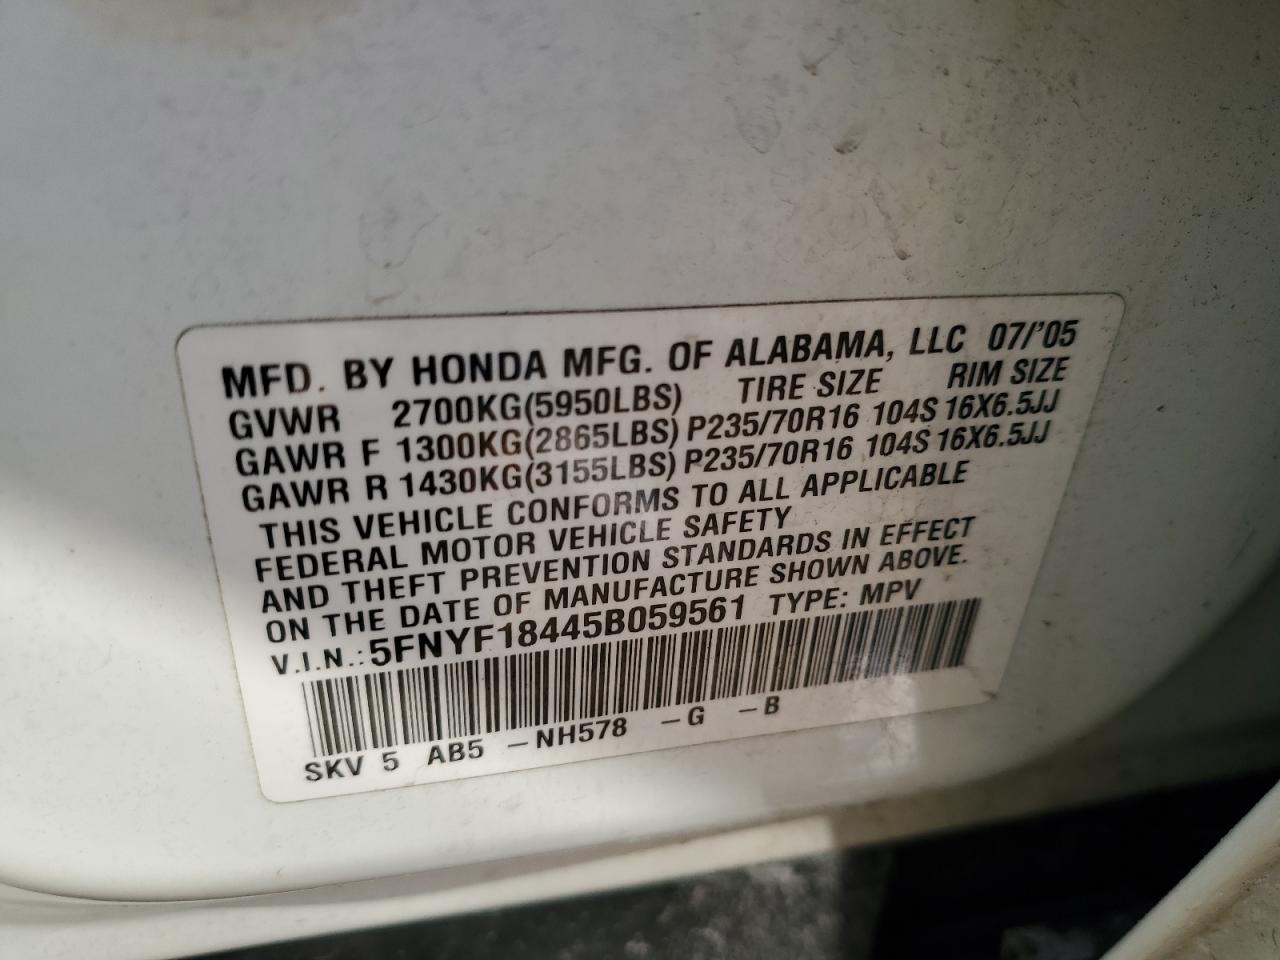 MFD. BY HONDA MFG. OF ALABAMA, LLC 07/'05
GVWR 2700KG(5950LBS) TIRE SIZE RIM SIZE
GAWR F 1300KG(2865LBS) P235/70R16 104S 16X6.5JJ
GAWR R 1430KG(3155LBS) P235/70R16 104S 16X6.5JJ
THIS VEHICLE CONFORMS TO ALL APPLICABLE
FEDERAL MOTOR VEHICLE SAFETY
AND THEFT PREVENTION STANDARDS IN EFFECT
ON THE DATE OF MANUFACTURE SHOWN ABOVE.
V.I.N.: 5FNYF18445B059561 TYPE: MPV
SKV 5 AB5 -NH578 -G -B